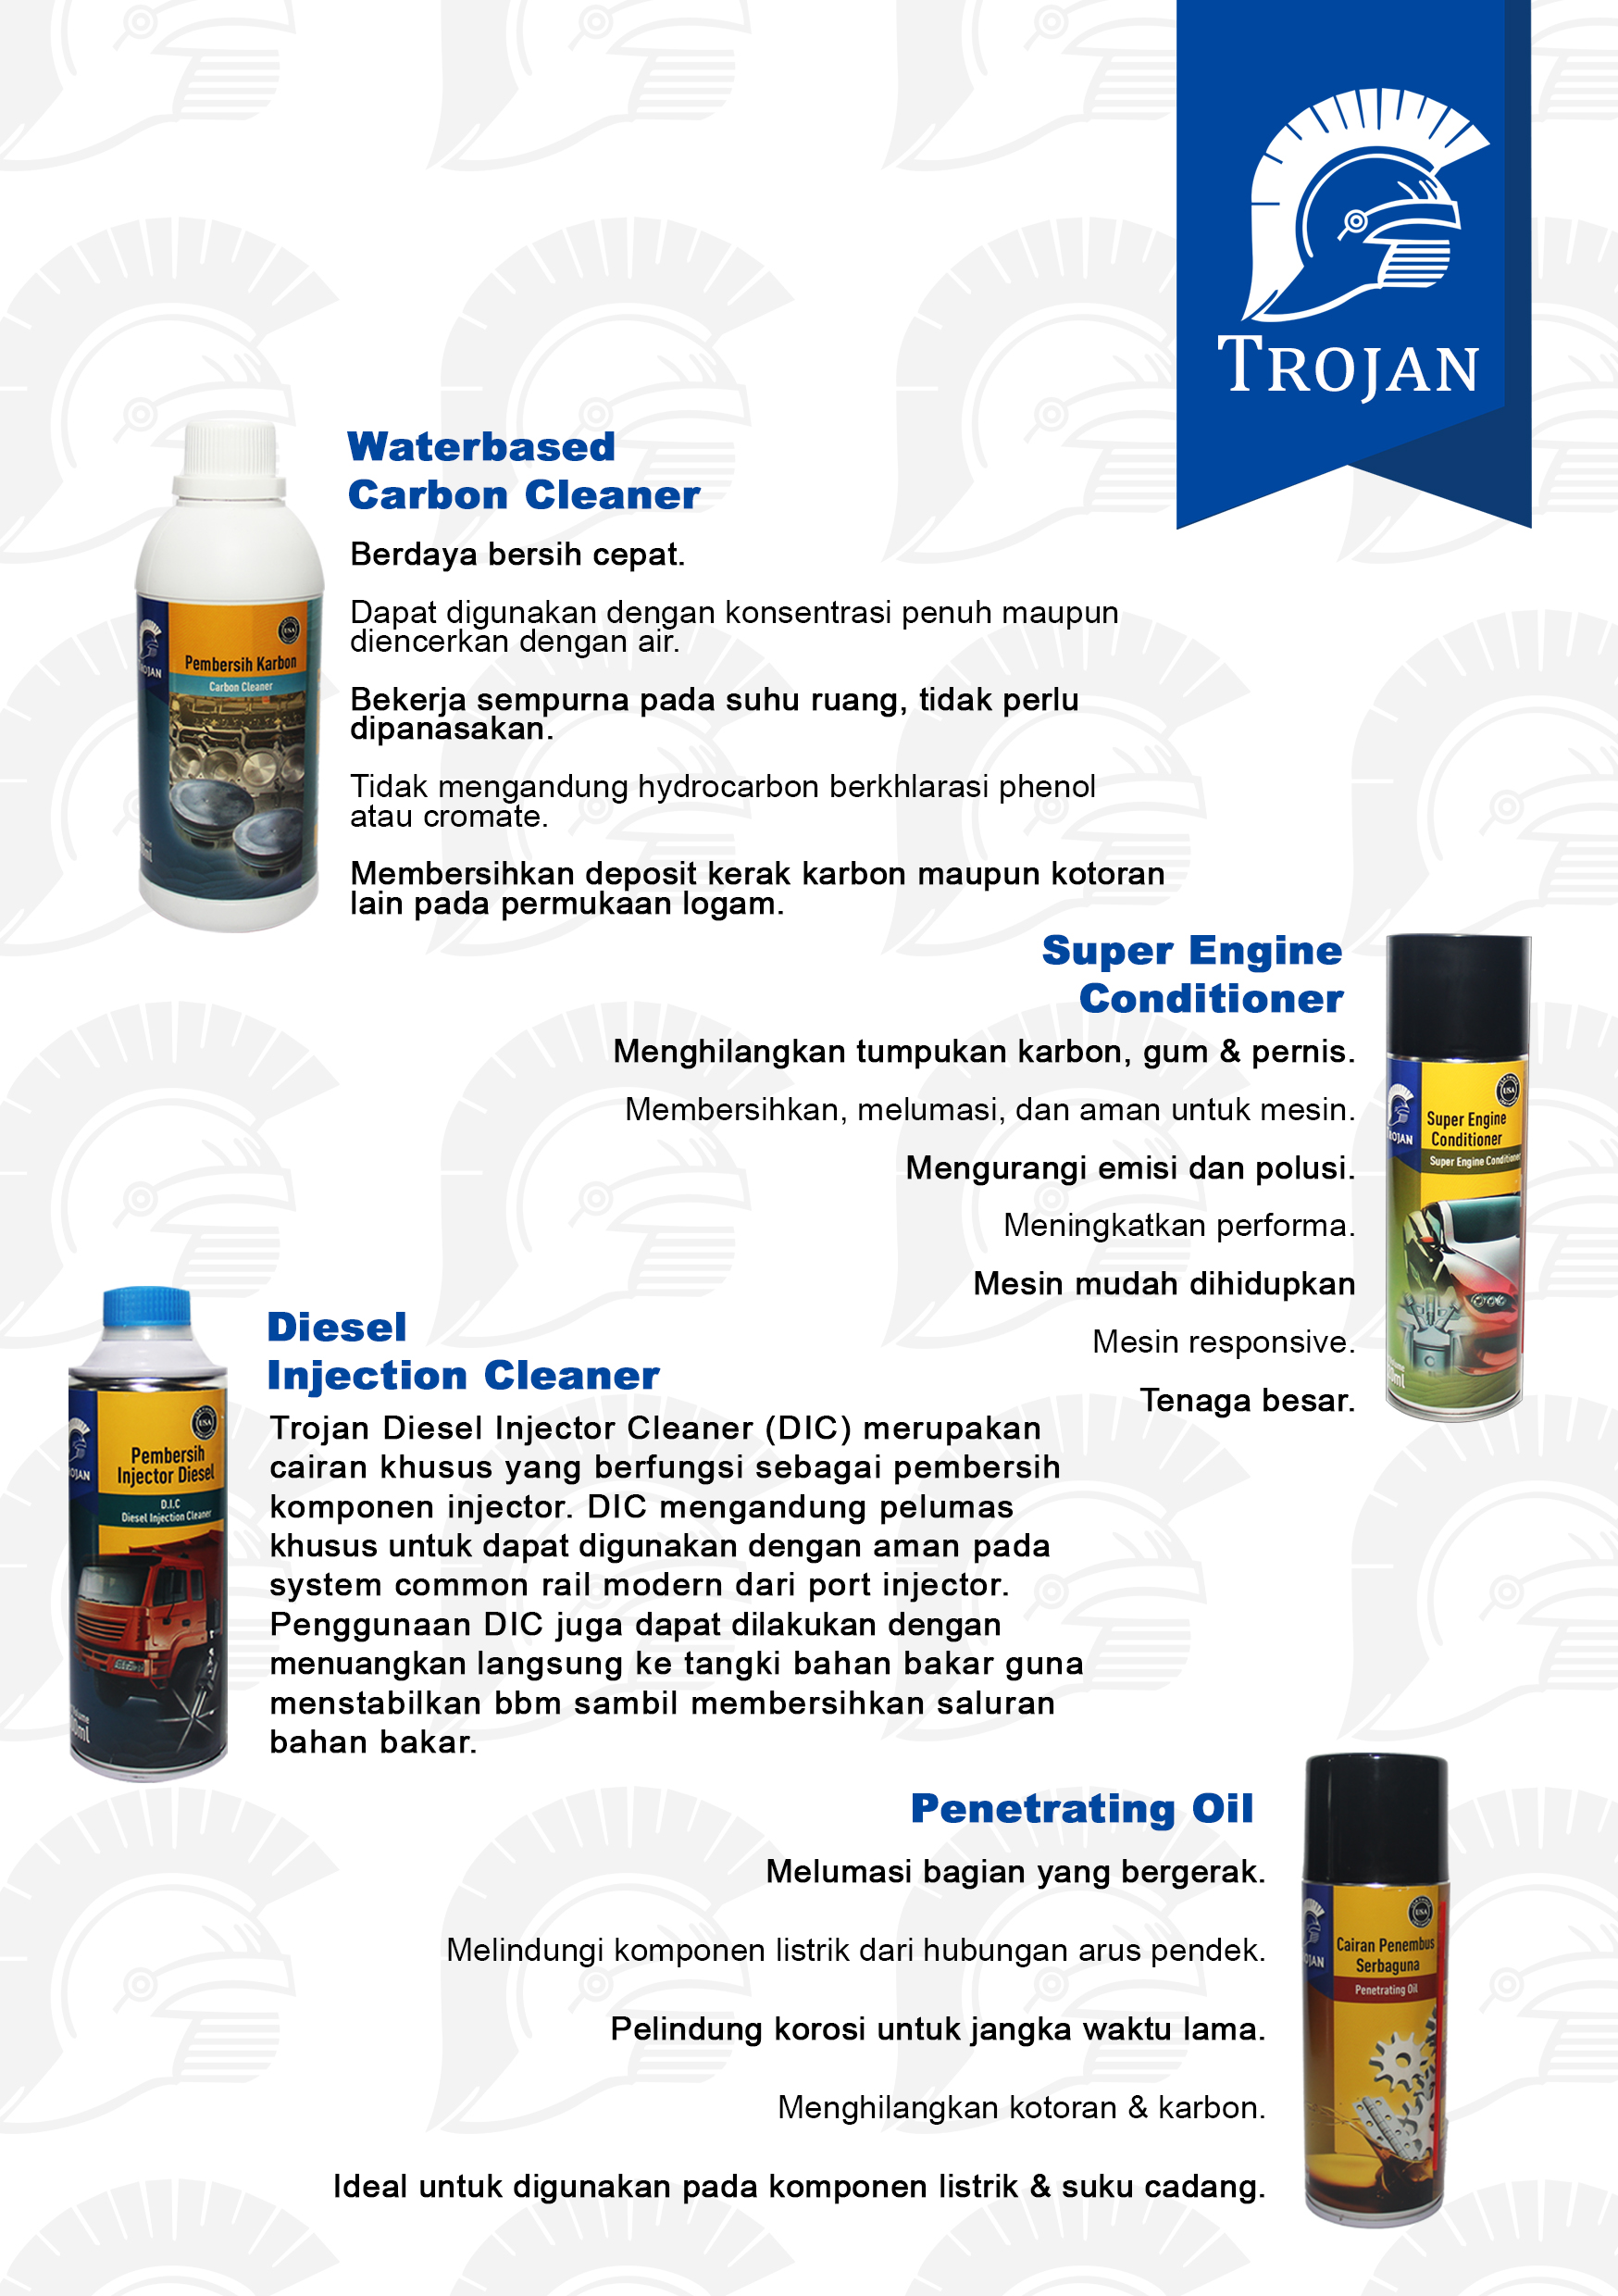 TROJAN
Waterbased
Carbon Cleaner
Berdaya bersih cepat.
Dapat digunakan dengan konsentrasi penuh maupun
diencerkan dengan air.
Bekerja sempurna pada suhu ruang, tidak perlu
dipanasakan.
Tidak mengandung hydrocarbon berkhlarasi phenol
atau cromate.
Membersihkan deposit kerak karbon maupun kotoran
lain pada permukaan logam.
USA
Pembersih Karbon
Carbon Cleaner
Super Engine
Conditioner
Menghilangkan tumpukan karbon, gum & pernis.
Membersihkan, melumasi, dan aman untuk mesin.
Mengurangi emisi dan polusi.
Meningkatkan performa.
Mesin mudah dihidupkan
Mesin responsive.
Tenaga besar.
USA
TROJAN
Super Engine
Conditioner
Super Engine Conditioner
Diesel
Injection Cleaner
Trojan Diesel Injector Cleaner (DIC) merupakan
cairan khusus yang berfungsi sebagai pembersih
komponen injector. DIC mengandung pelumas
khusus untuk dapat digunakan dengan aman pada
system common rail modern dari port injector.
Penggunaan DIC juga dapat dilakukan dengan
menuangkan langsung ke tangki bahan bakar guna
menstabilkan bbm sambil membersihkan saluran
bahan bakar.
USA
Pembersih
Injector Diesel
D.I.C
Diesel Injection Cleaner
Penetrating Oil
Melumasi bagian yang bergerak.
Melindungi komponen listrik dari hubungan arus pendek.
Pelindung korosi untuk jangka waktu lama.
Menghilangkan kotoran & karbon.
Ideal untuk digunakan pada komponen listrik & suku cadang.
USA
Cairan Penembus
Serbaguna
Penetrating Oil